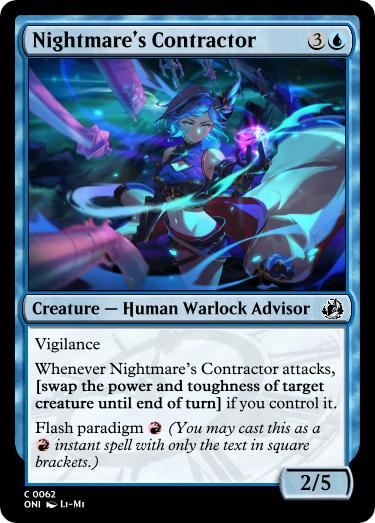 Nightmare's Contractor 3
Creature — Human Warlock Advisor
Vigilance
Whenever Nightmare's Contractor attacks,
[swap the power and toughness of target
creature until end of turn] if you control it.
Flash paradigm (You may cast this as a
instant spell with only the text in square
brackets.)
2/5
C 0062
ONI Li-Mi